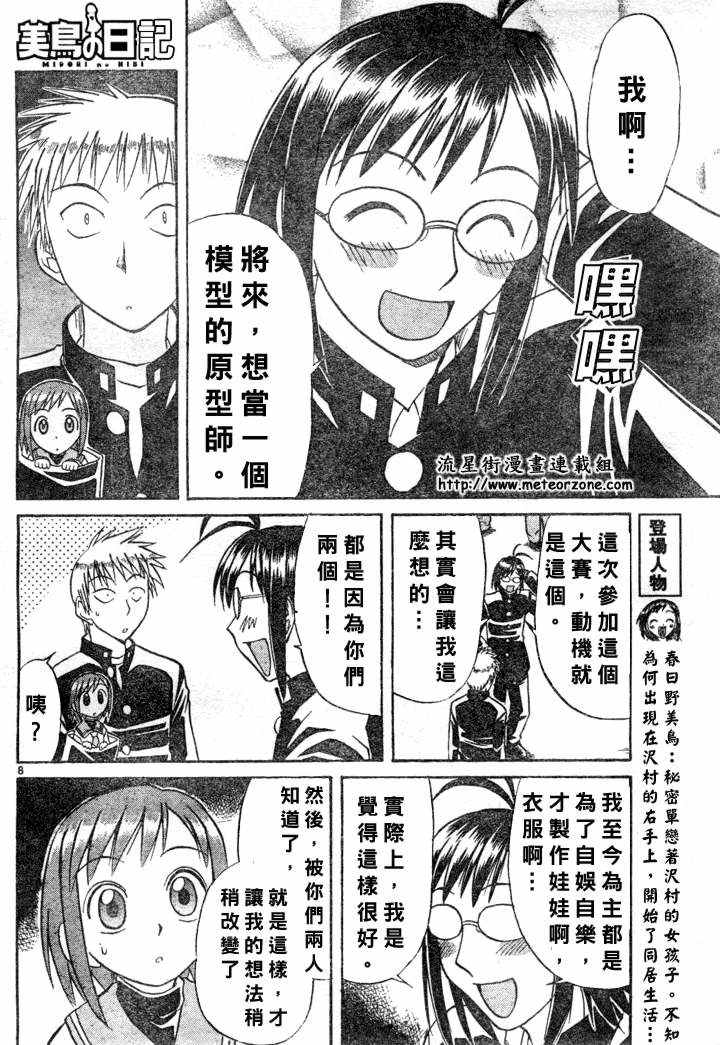 美鳥の日記
MIDORI no HIBI
我啊…
嘿
嘿
將來，想當一個
模型的原型師。
流星街漫畫連載組
http://www.meteorzone.com
這次參加這個
大賽，動機就
是這個。
其實會讓我這
麼想的…
都是因為你們
兩個！！
咦？
8
我至今為主都是
為了自娛自樂，
才製作娃娃啊，
衣服啊…
實際上，我是
覺得這樣很好。
然後，被你們兩人
知道了，
就是這樣，才
讓我的想法稍
稍改變了
登場人物
春日野美鳥：秘密單戀著沢村的女孩子。不知
為何出現在沢村的右手上，開始了同居生活…